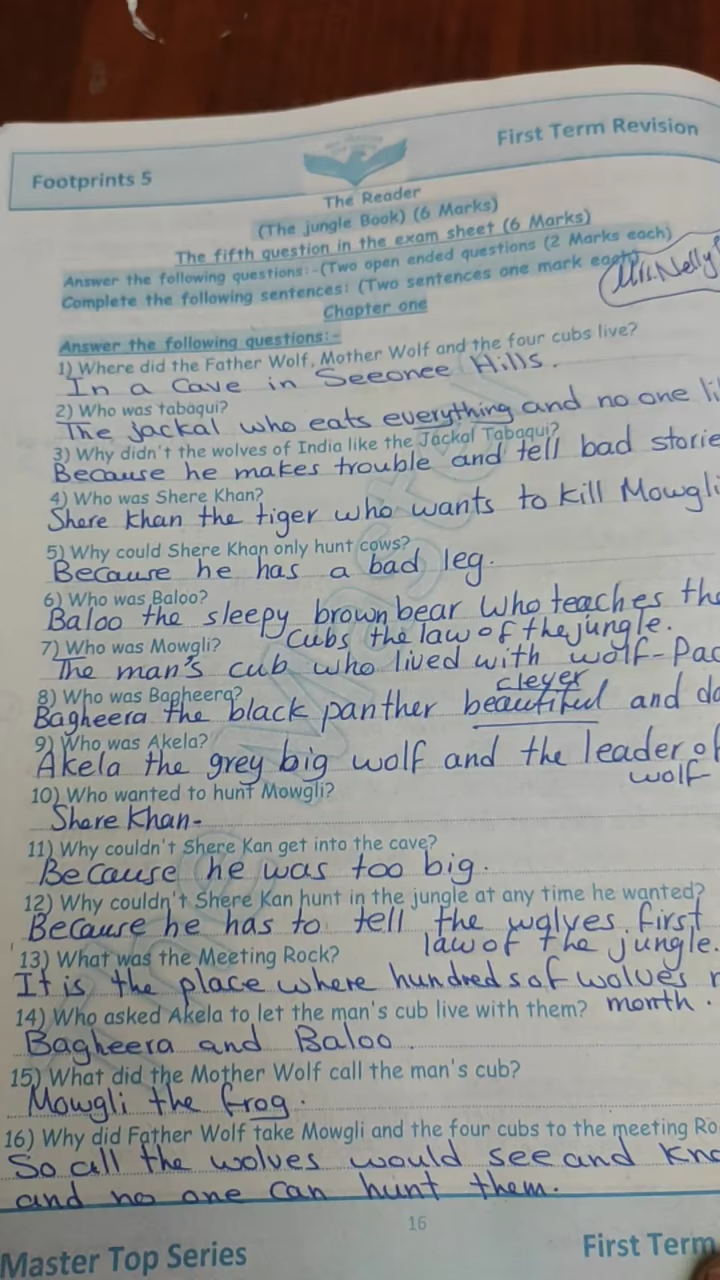 First Term Revision
Footprints 5
The Reader
(The jungle Book) (6 Marks)
The fifth question in the exam sheet (6 Marks)
Answer the following questions:-(Two open ended questions (2 Marks each)
Complete the following sentences: (Two sentences one mark each)
Mrs. Nelly
Chapter one
Answer the following questions:-
1) Where did the Father Wolf, Mother Wolf and the four cubs live?
In a Cave in Seeonee Hills.
2) Who was tabaqui?
The jackal who eats everything and no one li
3) Why didn't the wolves of India like the Jackal Tabaqui?
Because he makes trouble and tell bad storie
4) Who was Shere Khan?
Shere Khan the tiger who wants to kill Mowgli
5) Why could Shere Khan only hunt cows?
Because he has a bad leg.
6) Who was Baloo?
Baloo the sleepy brown bear who teaches the
cubs the law of the jungle.
7) Who was Mowgli?
The man's cub who lived with wolf-Pac
8) Who was Bagheera?
clever
Bagheera the black panther beautiful and da
9) Who was Akela?
Akela the grey big wolf and the leader of
wolf
10) Who wanted to hunt Mowgli?
Shere Khan-
11) Why couldn't Shere Kan get into the cave?
Because he was too big.
12) Why couldn't Shere Kan hunt in the jungle at any time he wanted?
Because he has to tell the wolves first
law of the jungle.
13) What was the Meeting Rock?
It is the place where hundreds of wolves m
month.
14) Who asked Akela to let the man's cub live with them?
Bagheera and Baloo.
15) What did the Mother Wolf call the man's cub?
Mowgli the frog.
16) Why did Father Wolf take Mowgli and the four cubs to the meeting Ro
So all the wolves would see and kno
and no one can hunt them.
16
Master Top Series
First Term
The Master